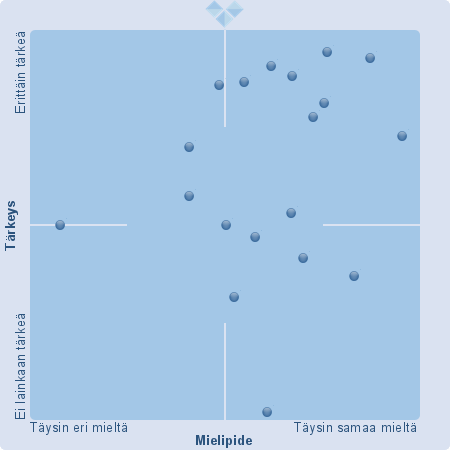 Erittäin tärkeä
Tärkeys
Ei lainkaan tärkeä
Täysin eri mieltä
Täysin samaa mieltä
Mielipide